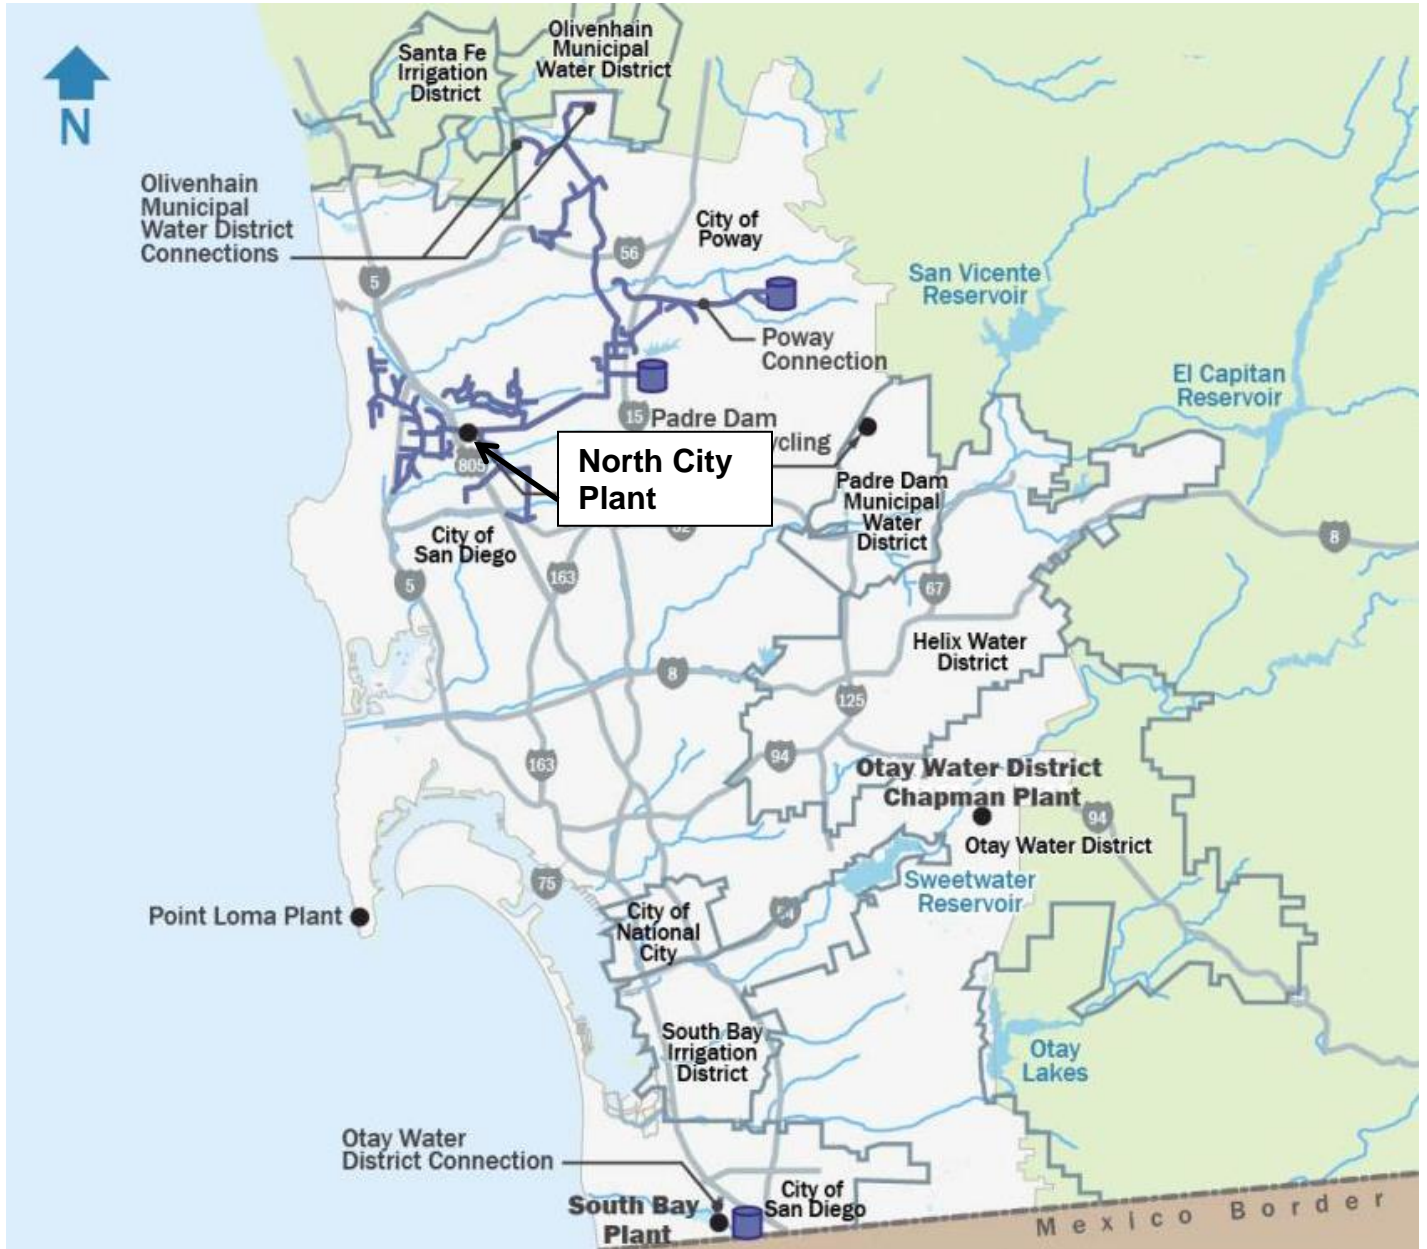 Olivenhain
Municipal
Water District
Santa Fe
Irrigation
District
N
Olivenhain
Municipal
Water District
Connections
City of
Poway
56
5
San Vicente
Reservoir
Poway
Connection
El Capitan
Reservoir
15
Padre Dam
ycling
North City
Plant
805
Padre Dam
Municipal
Water
District
City of
San Diego
8
5
163
67
Helix Water
District
8
125
163
94
Otay Water District
Chapman Plant
94
Otay Water District
75
Sweetwater
Reservoir
Point Loma Plant
City of
National
City
South Bay
Irrigation
District
Otay
Lakes
Otay Water
District Connection
South Bay
Plant
City of
San Diego
Mexico Border